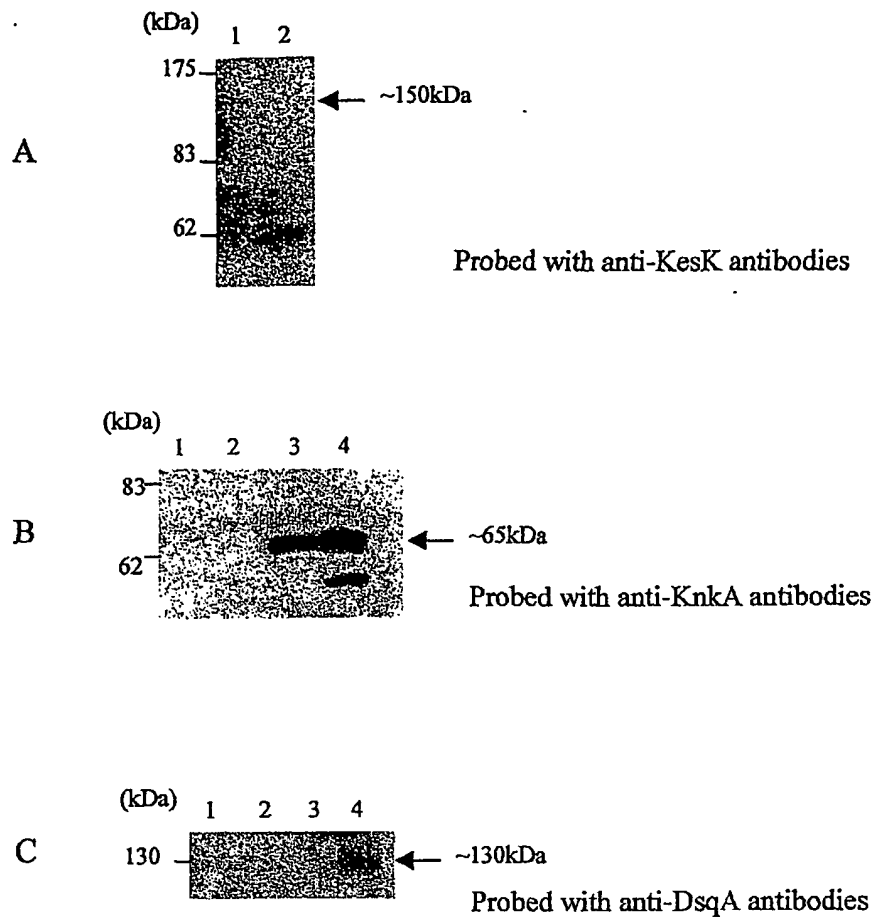 (kDa)
1 2
175
~150kDa
A
83
62
Probed with anti-KesK antibodies
(kDa)
1 2 3 4
83
B
~65kDa
62
Probed with anti-KnkA antibodies
(kDa)
1 2 3 4
C
130
~130kDa
Probed with anti-DsqA antibodies